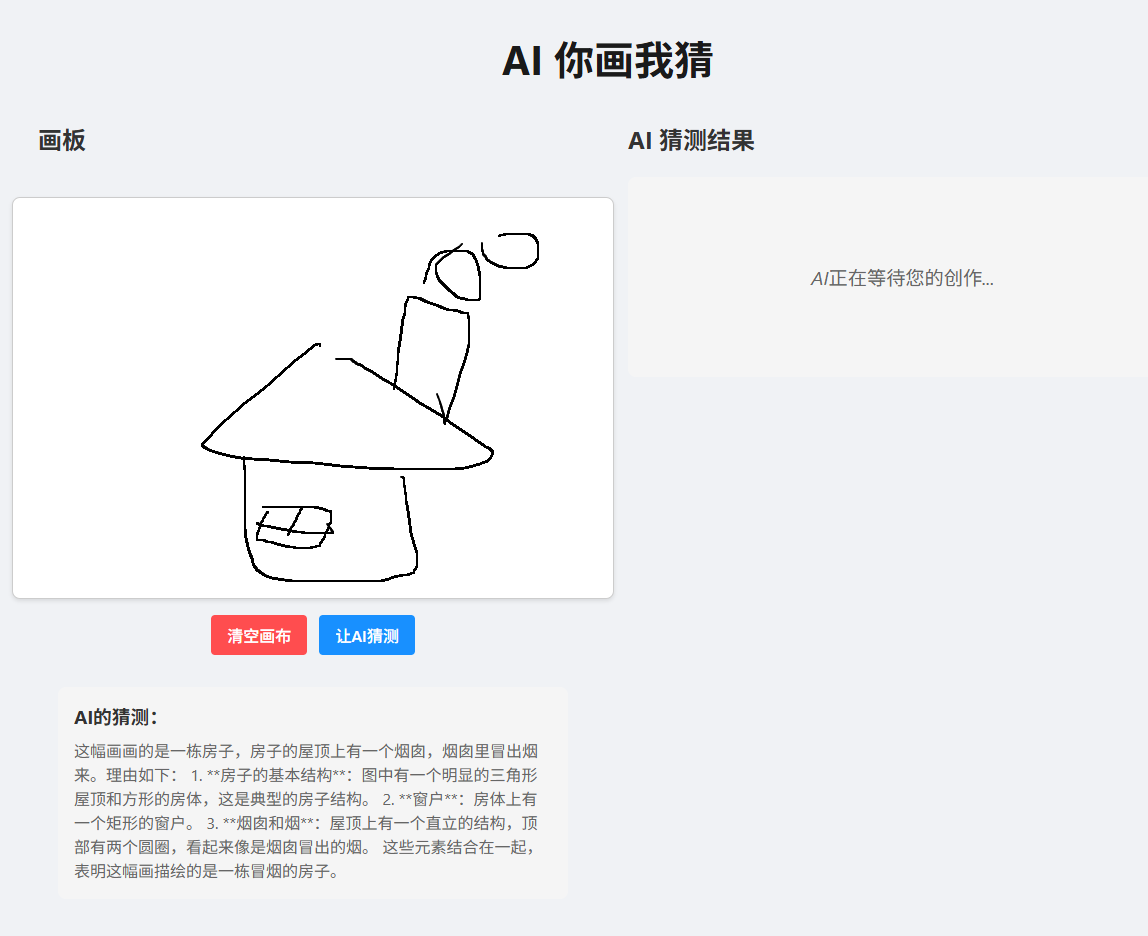 AI 你画我猜
画板
清空画布
让AI猜测
AI的猜测：
这幅画画的是一栋房子，房子的屋顶上有一个烟囱，烟囱里冒出烟
来。理由如下： 1. **房子的基本结构**：图中有一个明显的三角形
屋顶和方形的房体，这是典型的房子结构。 2. **窗户**：房体上有
一个矩形的窗户。 3. **烟囱和烟**：屋顶上有一个直立的结构，顶
部有两个圆圈，看起来像是烟囱冒出的烟。 这些元素结合在一起，
表明这幅画描绘的是一栋冒烟的房子。
AI 猜测结果
AI正在等待您的创作...